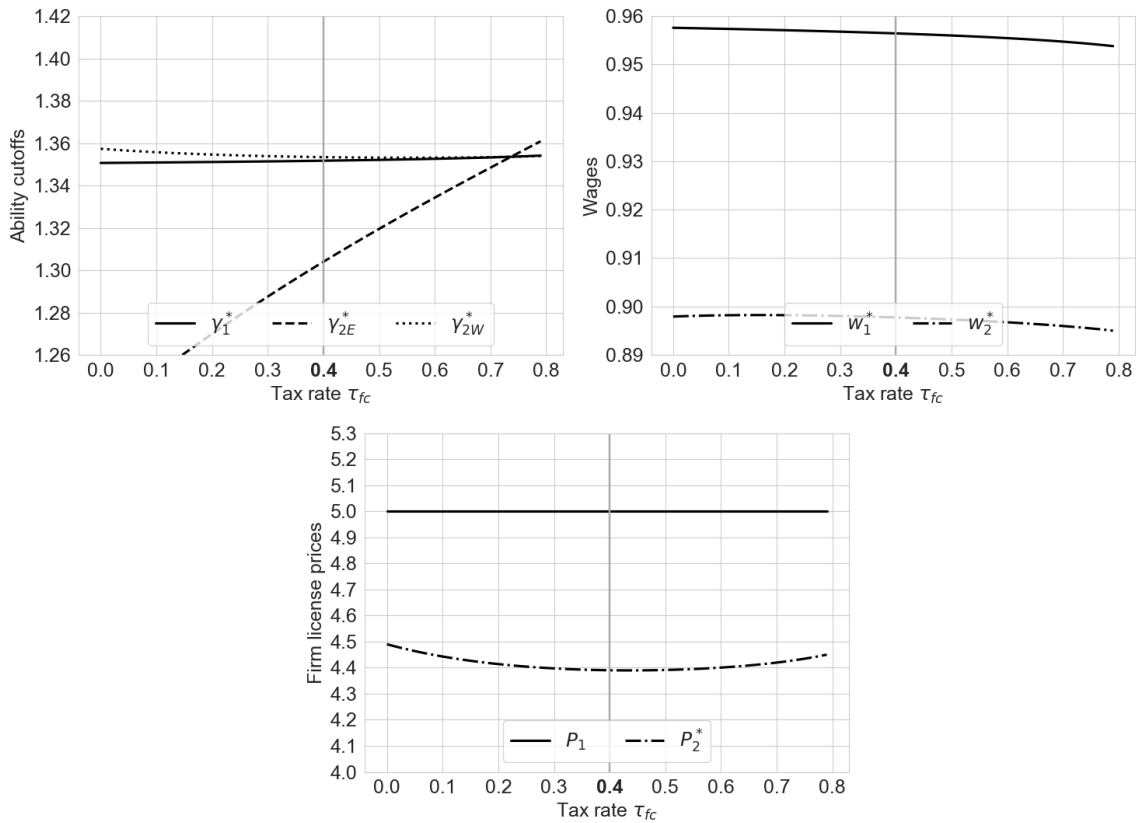 1.42
1.40
1.38
1.36
1.34
1.32
1.30
1.28
1.26
Ability cutoffs
γ₁* γ₂E* γ₂W*
0.0 0.1 0.2 0.3 0.4 0.5 0.6 0.7 0.8
Tax rate τfc
0.96
0.95
0.94
0.93
0.92
0.91
0.90
0.89
Wages
w₁* w₂*
0.0 0.1 0.2 0.3 0.4 0.5 0.6 0.7 0.8
Tax rate τfc
5.3
5.2
5.1
5.0
4.9
4.8
4.7
4.6
4.5
4.4
4.3
4.2
4.1
4.0
Firm license prices
P₁ P₂*
0.0 0.1 0.2 0.3 0.4 0.5 0.6 0.7 0.8
Tax rate τfc